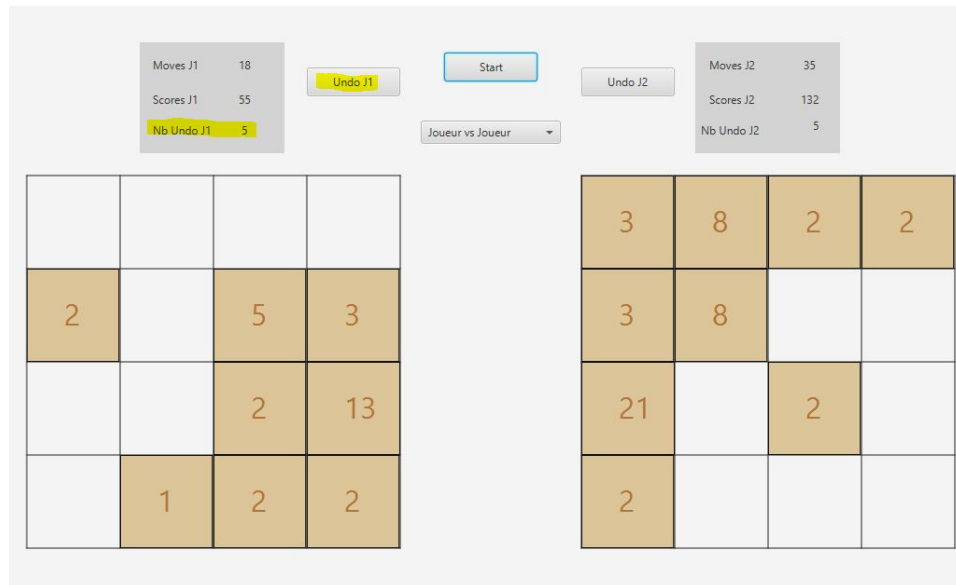 Moves J1 18
Scores J1 55
Nb Undo J1 5
Undo J1
Start
Joueur vs Joueur
Undo J2
Moves J2 35
Scores J2 132
Nb Undo J2 5
2 5 3
2 13
1 2 2
3 8 2 2
3 8
21 2
2